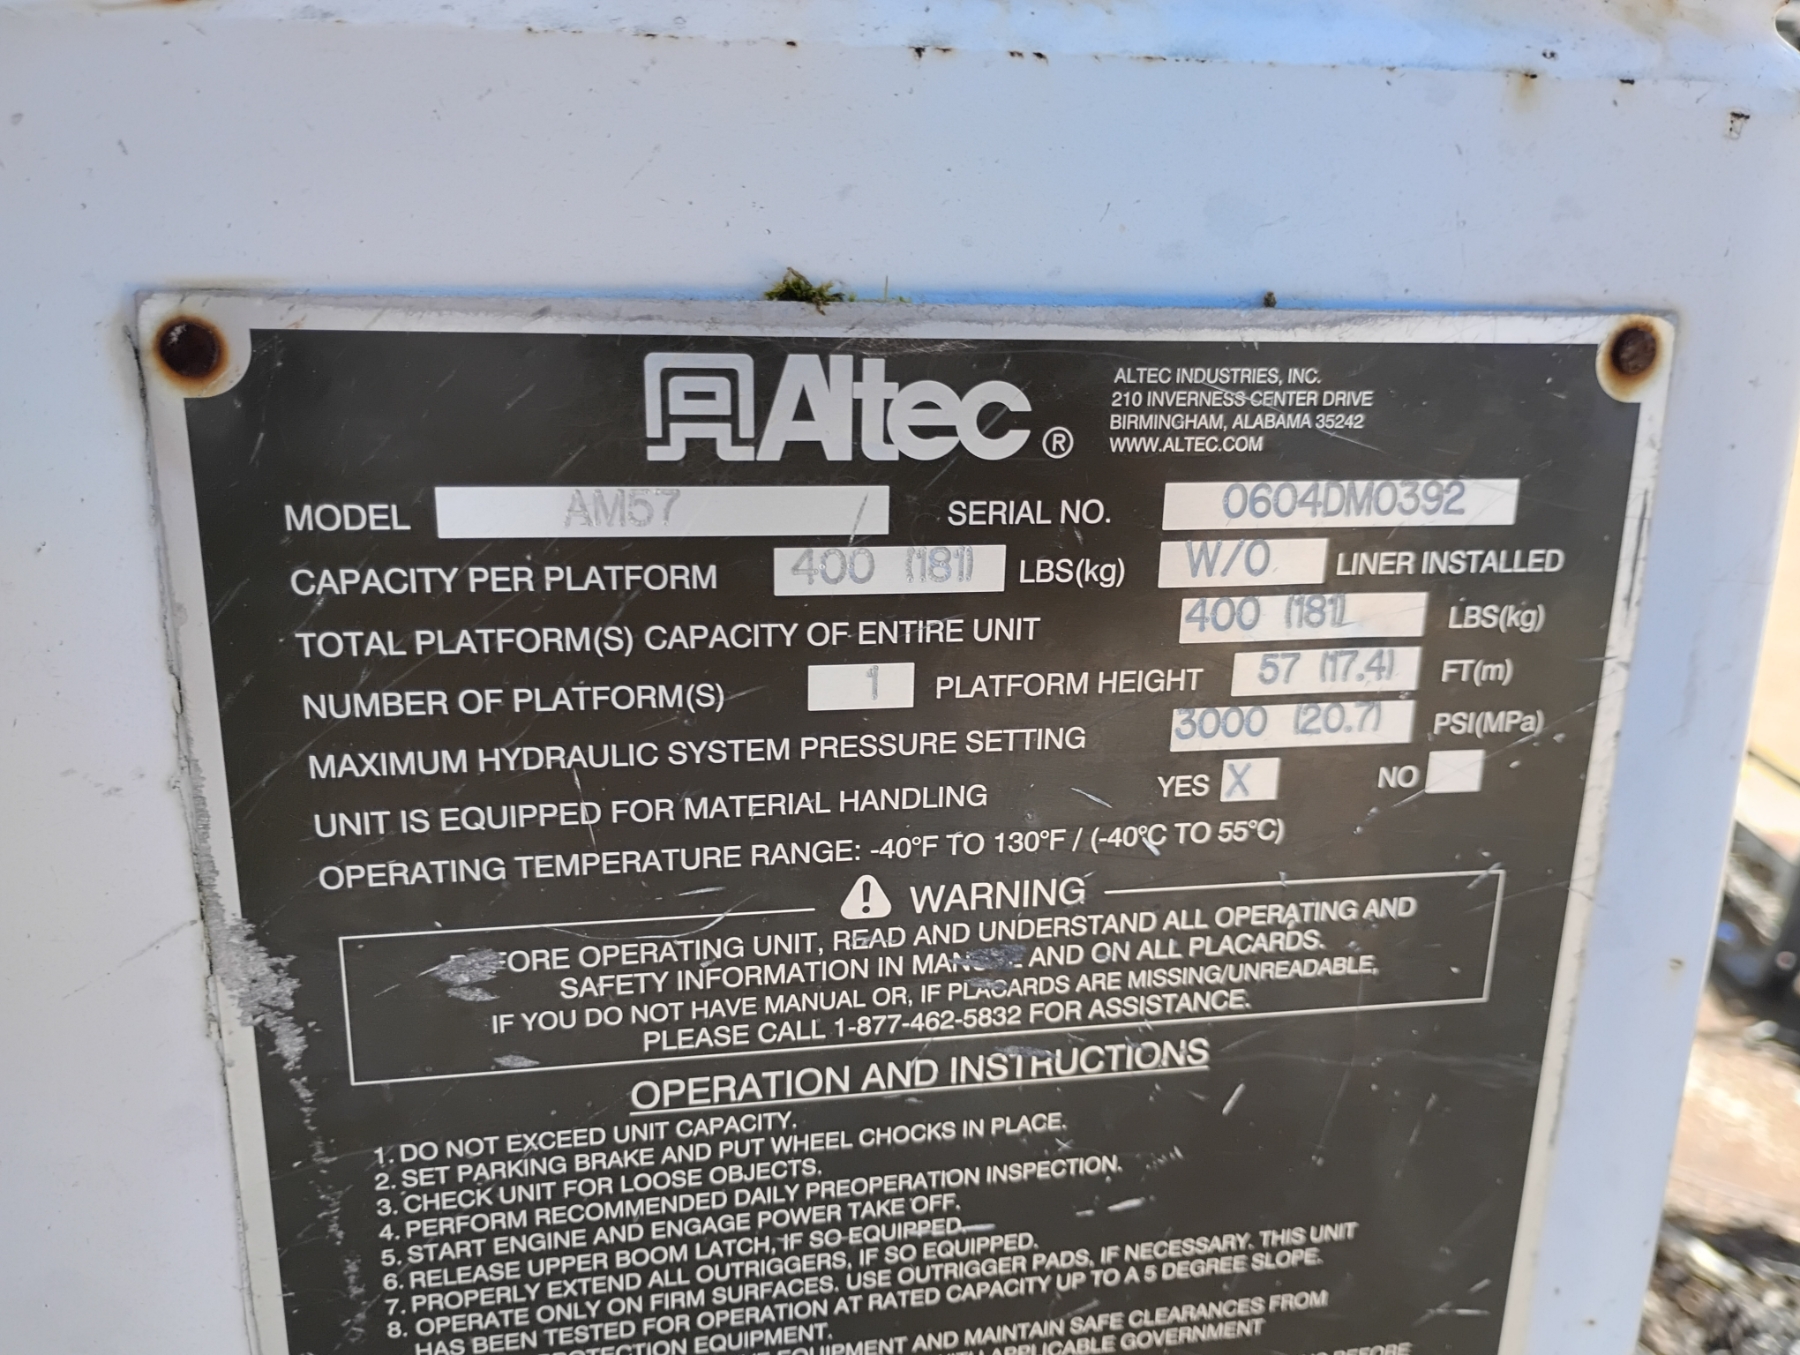 Altec®
ALTEC INDUSTRIES, INC.
210 INVERNESS CENTER DRIVE
BIRMINGHAM, ALABAMA 35242
WWW.ALTEC.COM
MODEL AM57 SERIAL NO. 0604DM0392
CAPACITY PER PLATFORM 400 (181) LBS(kg) W/O LINER INSTALLED
TOTAL PLATFORM(S) CAPACITY OF ENTIRE UNIT 400 (181) LBS(kg)
NUMBER OF PLATFORM(S) 1 PLATFORM HEIGHT 57 (17.4) FT(m)
MAXIMUM HYDRAULIC SYSTEM PRESSURE SETTING 3000 (20.7) PSI(MPa)
UNIT IS EQUIPPED FOR MATERIAL HANDLING YES X NO
OPERATING TEMPERATURE RANGE: -40°F TO 130°F / (-40°C TO 55°C)
WARNING
OPERATING UNIT, READ AND UNDERSTAND ALL OPERATING AND
SAFETY INFORMATION IN AND ON ALL PLACARDS.
IF YOU DO NOT HAVE MANUAL OR, IF PLACARDS ARE MISSING/UNREADABLE,
PLEASE CALL 1-877-462-5832 FOR ASSISTANCE.
OPERATION AND INSTRUCTIONS
1. DO NOT EXCEED UNIT CAPACITY.
2. SET PARKING BRAKE AND PUT WHEEL CHOCKS IN PLACE.
3. CHECK UNIT FOR LOOSE OBJECTS.
4. PERFORM RECOMMENDED DAILY PREOPERATION INSPECTION.
5. START ENGINE AND ENGAGE POWER TAKE OFF.
6. RELEASE UPPER BOOM LATCH, IF SO EQUIPPED.
7. PROPERLY EXTEND ALL OUTRIGGERS, IF SO EQUIPPED.
8. OPERATE ONLY ON FIRM SURFACES. USE OUTRIGGER PADS, IF NECESSARY. THIS UNIT
HAS BEEN TESTED FOR OPERATION AT RATED CAPACITY UP TO A 5 DEGREE SLOPE.
EQUIPMENT.
AND MAINTAIN SAFE CLEARANCES FROM
APPLICABLE GOVERNMENT
BEFORE